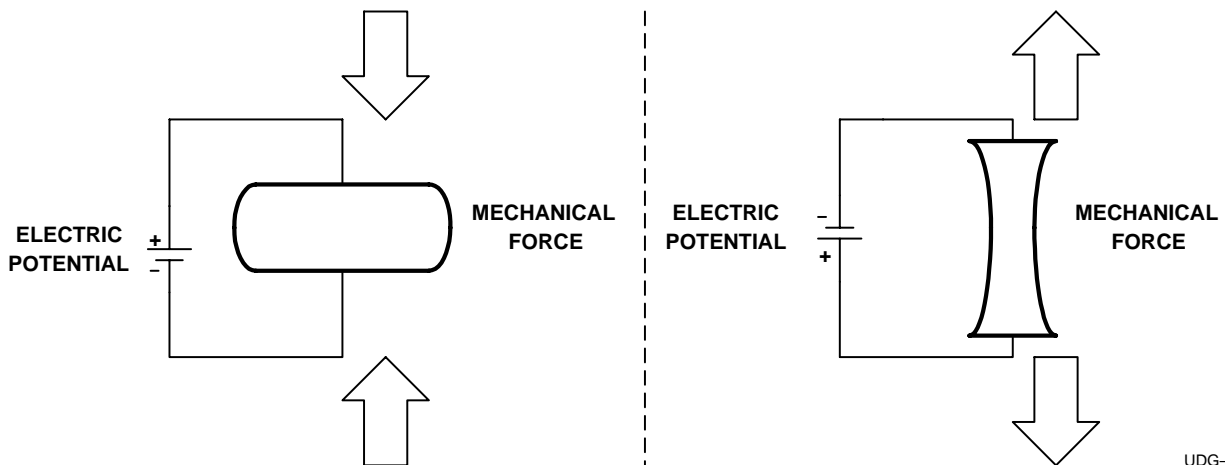 ELECTRIC
POTENTIAL
+
–
MECHANICAL
FORCE
ELECTRIC
POTENTIAL
–
+
MECHANICAL
FORCE
UDG–